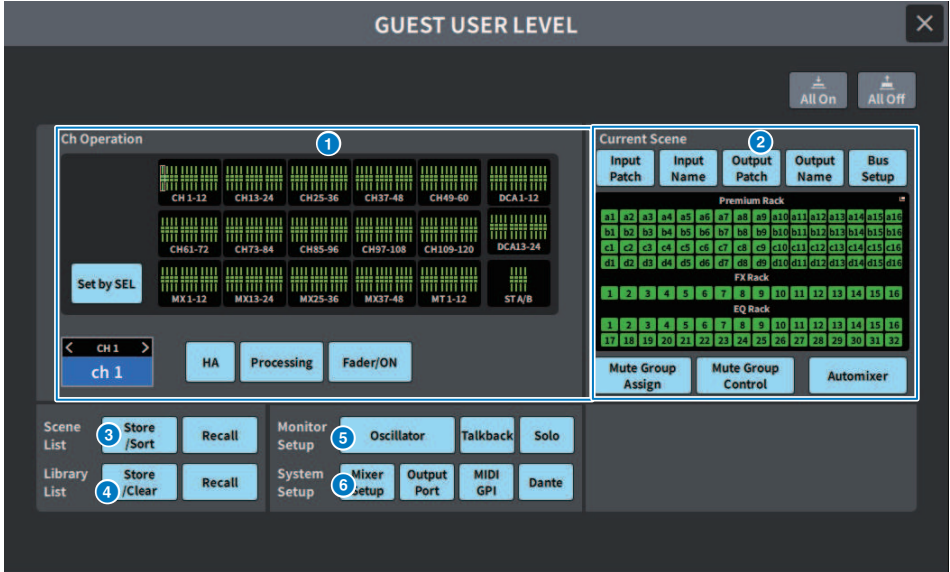 GUEST USER LEVEL
All On
All Off
Ch Operation
1
CH 1-12
CH13-24
CH25-36
CH37-48
CH49-60
DCA1-12
CH61-72
CH73-84
CH85-96
CH97-108
CH109-120
DCA13-24
Set by SEL
MX1-12
MX13-24
MX25-36
MX37-48
MT1-12
ST A/B
CH 1
ch 1
HA
Processing
Fader/ON
Current Scene
2
Input
Patch
Input
Name
Output
Patch
Output
Name
Bus
Setup
Premium Rack
a1 a2 a3 a4 a5 a6 a7 a8 a9 a10 a11 a12 a13 a14 a15 a16
b1 b2 b3 b4 b5 b6 b7 b8 b9 b10 b11 b12 b13 b14 b15 b16
c1 c2 c3 c4 c5 c6 c7 c8 c9 c10 c11 c12 c13 c14 c15 c16
d1 d2 d3 d4 d5 d6 d7 d8 d9 d10 d11 d12 d13 d14 d15 d16
FX Rack
1 2 3 4 5 6 7 8 9 10 11 12 13 14 15 16
EQ Rack
1 2 3 4 5 6 7 8 9 10 11 12 13 14 15 16
17 18 19 20 21 22 23 24 25 26 27 28 29 30 31 32
Mute Group
Assign
Mute Group
Control
Automixer
Scene
List
3
Store
/Sort
Recall
Library
List
4
Store
/Clear
Recall
Monitor
Setup
5
Oscillator
Talkback
Solo
System
Setup
6
Mixer
Setup
Output
Port
MIDI
GPI
Dante